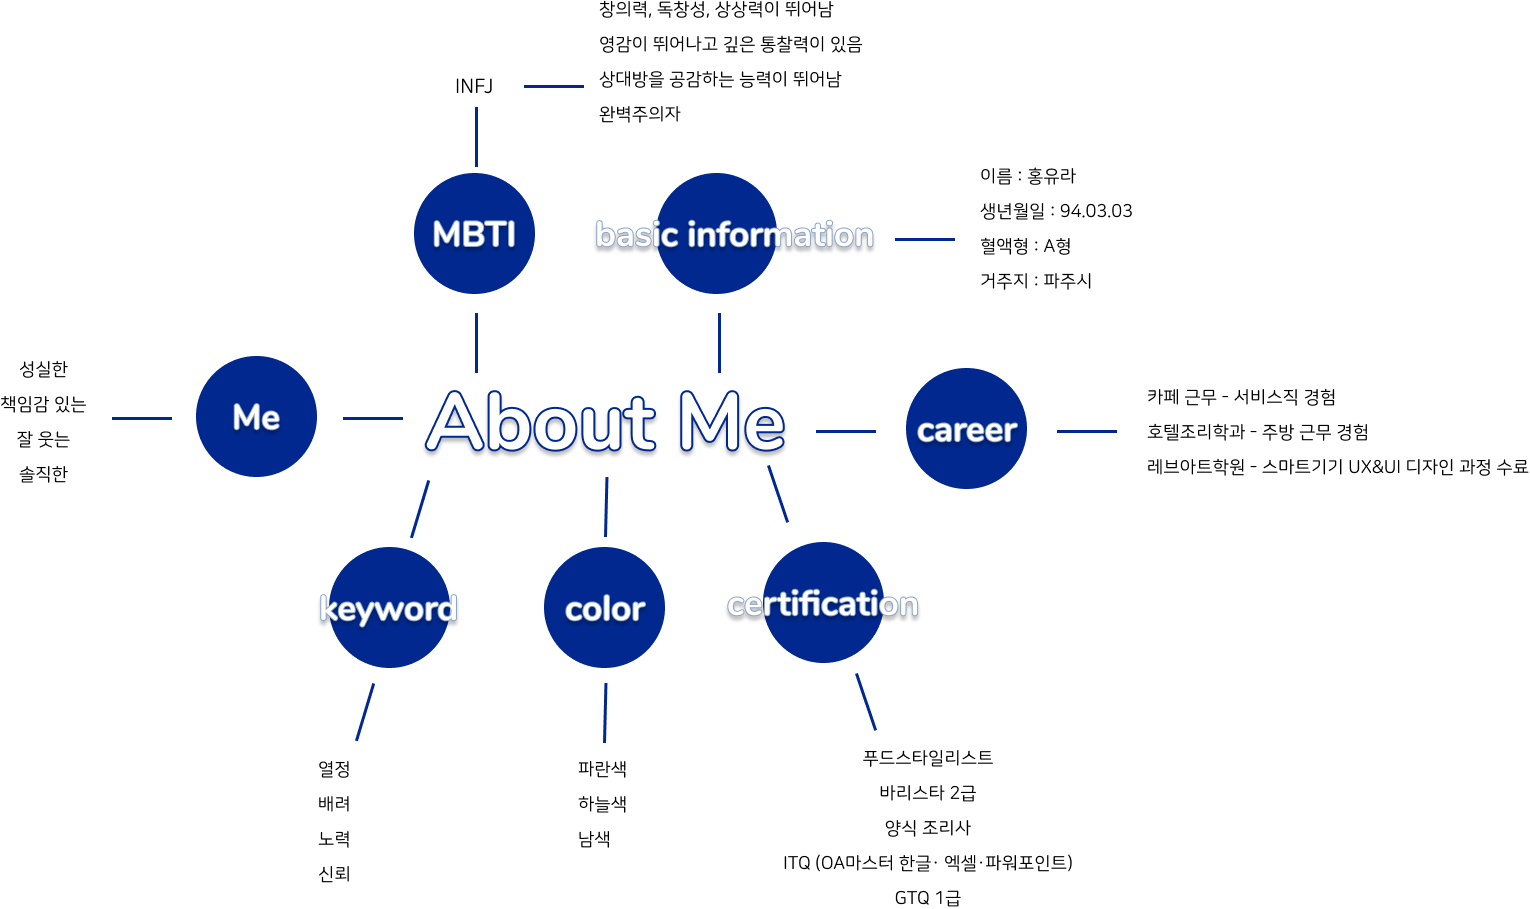 창의력, 독창성, 상상력이 뛰어남
영감이 뛰어나고 깊은 통찰력이 있음
상대방을 공감하는 능력이 뛰어남
완벽주의자
INFJ
MBTI
basic information
이름 : 홍유라
생년월일 : 94.03.03
혈액형 : A형
거주지 : 파주시
성실한
책임감 있는
잘 웃는
솔직한
Me
About Me
career
카페 근무 - 서비스직 경험
호텔조리학과 - 주방 근무 경험
레브아트학원 - 스마트기기 UX&UI 디자인 과정 수료
keyword
color
certification
열정
배려
노력
신뢰
파란색
하늘색
남색
푸드스타일리스트
바리스타 2급
양식 조리사
ITQ (OA마스터 한글· 엑셀·파워포인트)
GTQ 1급